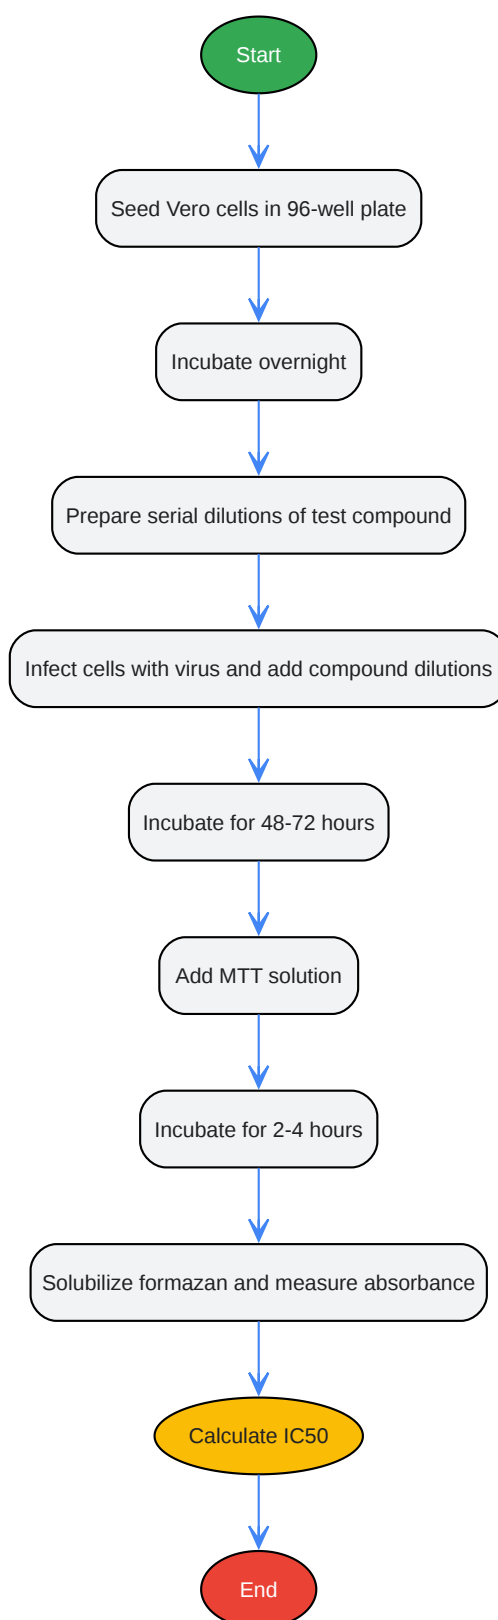 Start
Seed Vero cells in 96-well plate
Incubate overnight
Prepare serial dilutions of test compound
Infect cells with virus and add compound dilutions
Incubate for 48-72 hours
Add MTT solution
Incubate for 2-4 hours
Solubilize formazan and measure absorbance
Calculate IC50
End